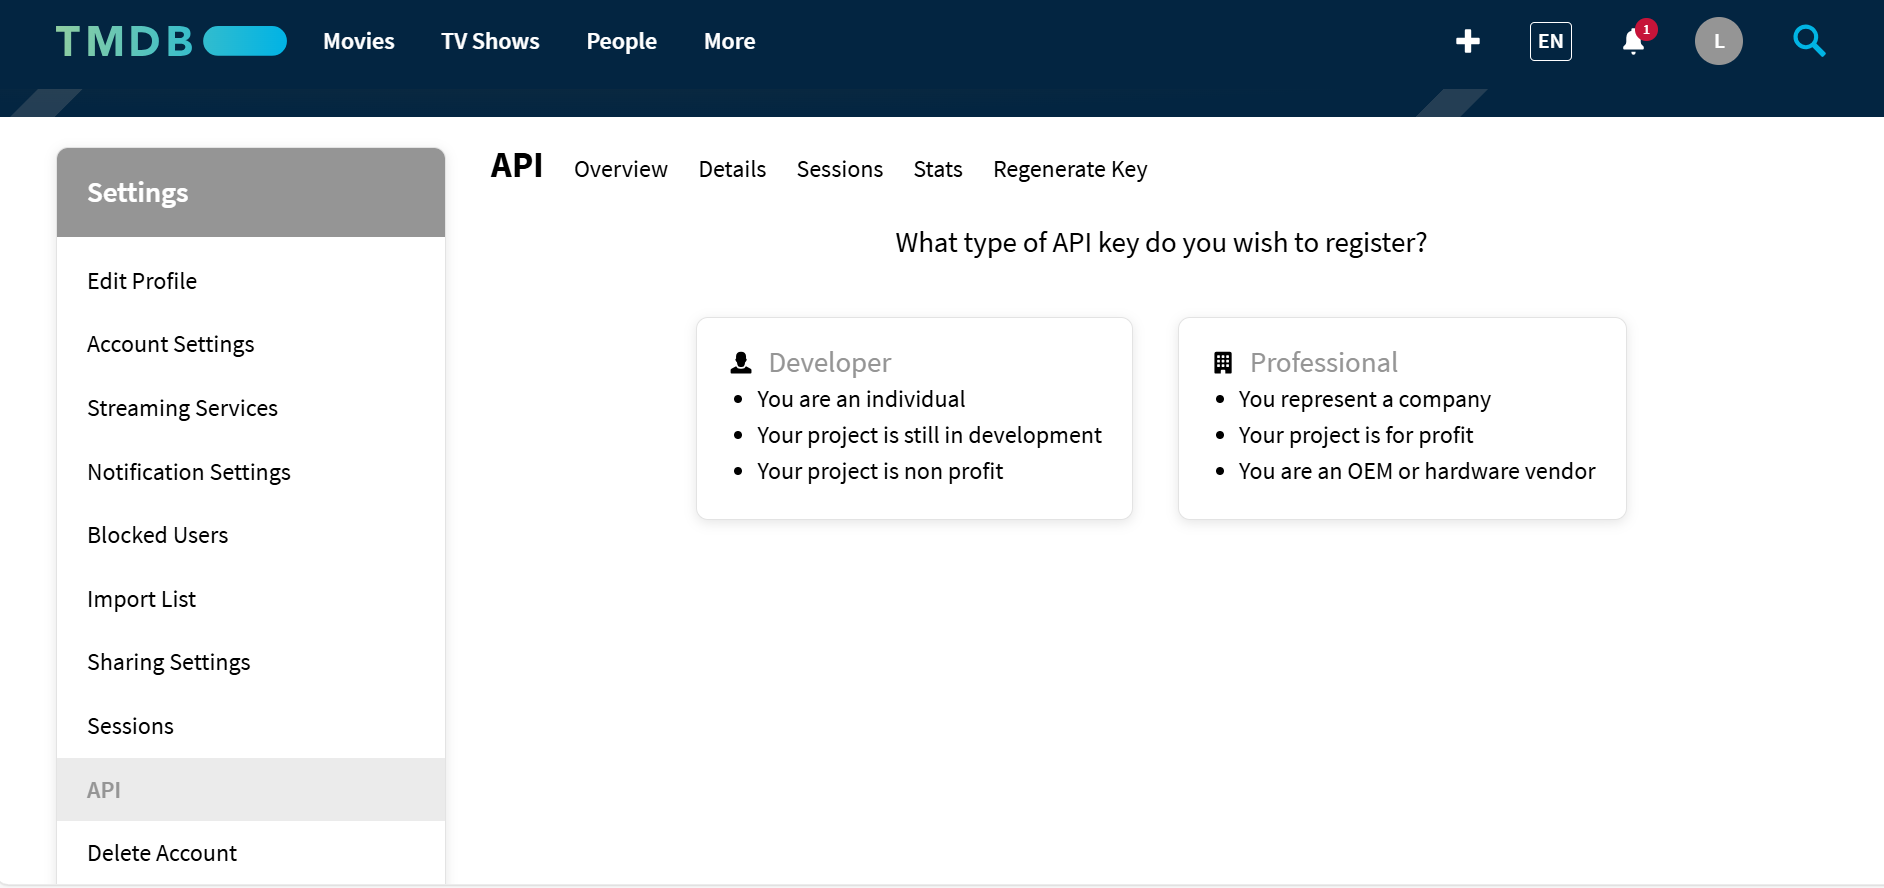 TMDB Movies TV Shows People More EN 1 L
Settings
Edit Profile
Account Settings
Streaming Services
Notification Settings
Blocked Users
Import List
Sharing Settings
Sessions
API
Delete Account
API Overview Details Sessions Stats Regenerate Key
What type of API key do you wish to register?
Developer
You are an individual
Your project is still in development
Your project is non profit
Professional
You represent a company
Your project is for profit
You are an OEM or hardware vendor